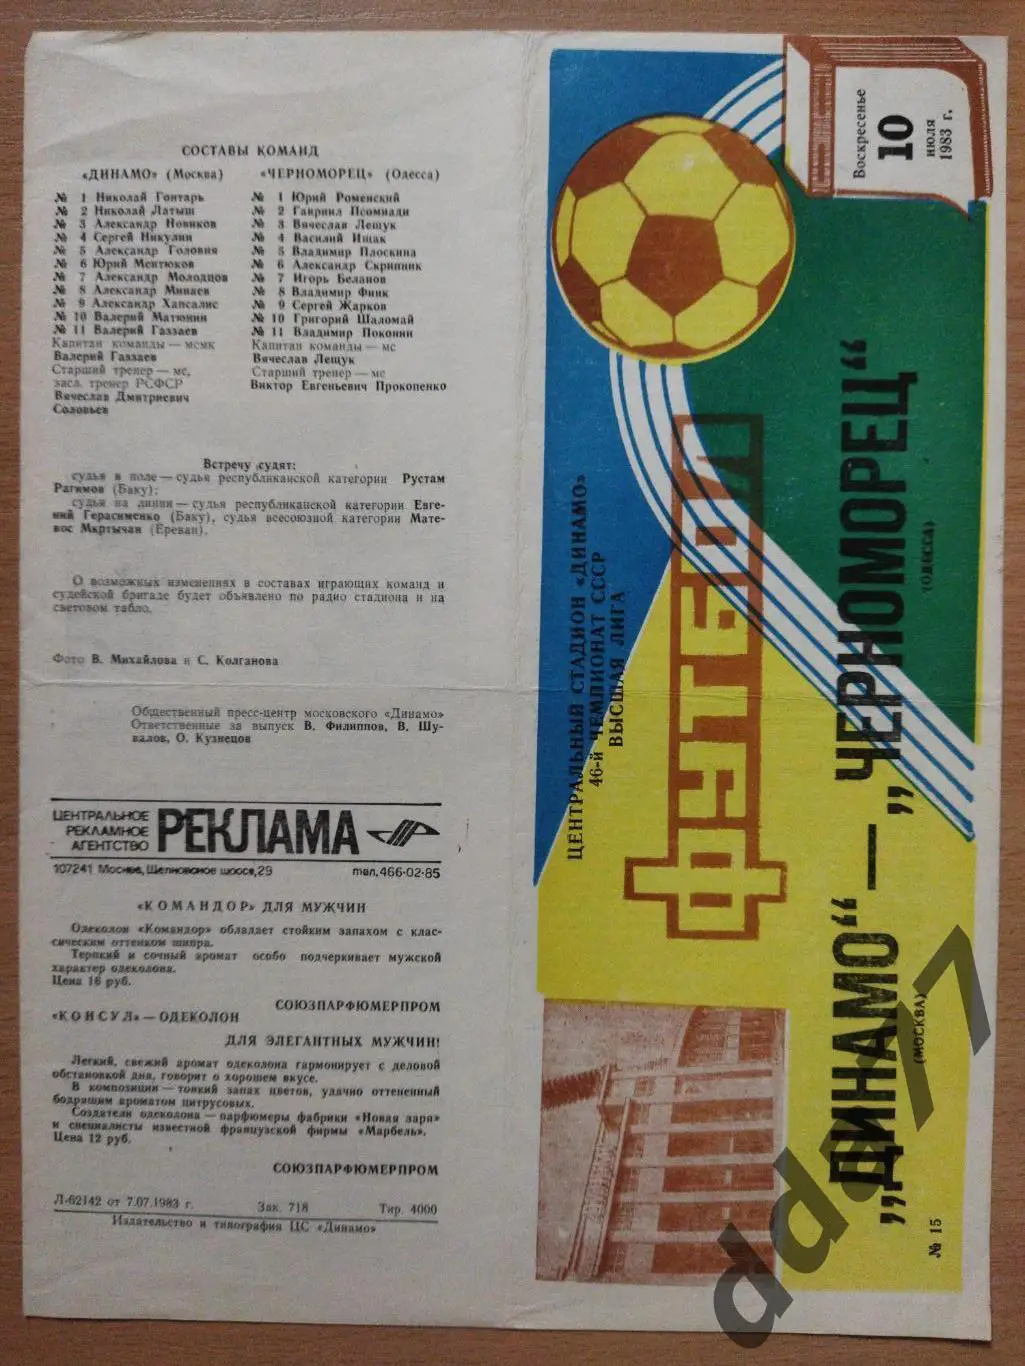 СОСТАВЫ КОМАНД
«ДИНАМО» (Москва)
№ 1 Николай Гонтарь
№ 2 Николай Латыш
№ 3 Александр Новиков
№ 4 Сергей Никулин
№ 5 Александр Головня
№ 6 Юрий Ментюков
№ 7 Александр Молодцов
№ 8 Александр Минаев
№ 9 Александр Хапсалис
№ 10 Валерий Матюнин
№ 11 Валерий Газзаев
Капитан команды — мсмк
Валерий Газзаев
Старший тренер — мс,
засл. тренер РСФСР
Вячеслав Дмитриевич
Соловьев
«ЧЕРНОМОРЕЦ» (Одесса)
№ 1 Юрий Роменский
№ 2 Гавриил Псомиади
№ 3 Вячеслав Лещук
№ 4 Василий Ищак
№ 5 Владимир Плоскина
№ 6 Александр Скрипник
№ 7 Игорь Беланов
№ 8 Владимир Финк
№ 9 Сергей Жарков
№ 10 Григорий Шаломай
№ 11 Владимир Поконин
Капитан команды — мс
Вячеслав Лещук
Старший тренер — мс
Виктор Евгеньевич Прокопенко
Встречу судят:
судья в поле — судья республиканской категории Рустам
Рагимов (Баку);
судьи на линии — судья республиканской категории Евге-
ний Герасименко (Баку), судья всесоюзной категории Мате-
вос Мкртычан (Ереван).
О возможных изменениях в составах играющих команд и
судейской бригаде будет объявлено по радио стадиона и на
световом табло.
Фото В. Михайлова и С. Колганова
Общественный пресс-центр московского «Динамо»
Ответственные за выпуск В. Филиппов, В. Шу-
валов, О. Кузнецов
ЦЕНТРАЛЬНОЕ
РЕКЛАМНОЕ
АГЕНТСТВО
РЕКЛАМА
107241 Москва, Щелковское шоссе, 29 тел. 466-02-85
«КОМАНДОР» ДЛЯ МУЖЧИН
Одеколон «Командор» обладает стойким запахом с клас-
сическим оттенком шипра.
Терпкий и сочный аромат особо подчеркивает мужской
характер одеколона.
Цена 16 руб.
СОЮЗПАРФЮМЕРПРОМ
«КОНСУЛ» — ОДЕКОЛОН
ДЛЯ ЭЛЕГАНТНЫХ МУЖЧИН!
Легкий, свежий аромат одеколона гармонирует с деловой
обстановкой дня, говорит о хорошем вкусе.
В композиции — тонкий запах цветов, удачно оттененный
бодрящим ароматом цитрусовых.
Создатели одеколона — парфюмеры фабрики «Новая заря»
и специалисты известной французской фирмы «Марбель».
Цена 12 руб.
СОЮЗПАРФЮМЕРПРОМ
Л-62142 от 7.07.1983 г. Зак. 718 Тир. 4000
Издательство и типография ЦС «Динамо»
Воскресенье
10
июля
1983 г.
ЦЕНТРАЛЬНЫЙ СТАДИОН «ДИНАМО»
46-й ЧЕМПИОНАТ СССР
ВЫСШАЯ ЛИГА
ФУТБОЛ
„ДИНАМО“ — „ЧЕРНОМОРЕЦ“
(МОСКВА)
(ОДЕССА)
№ 15